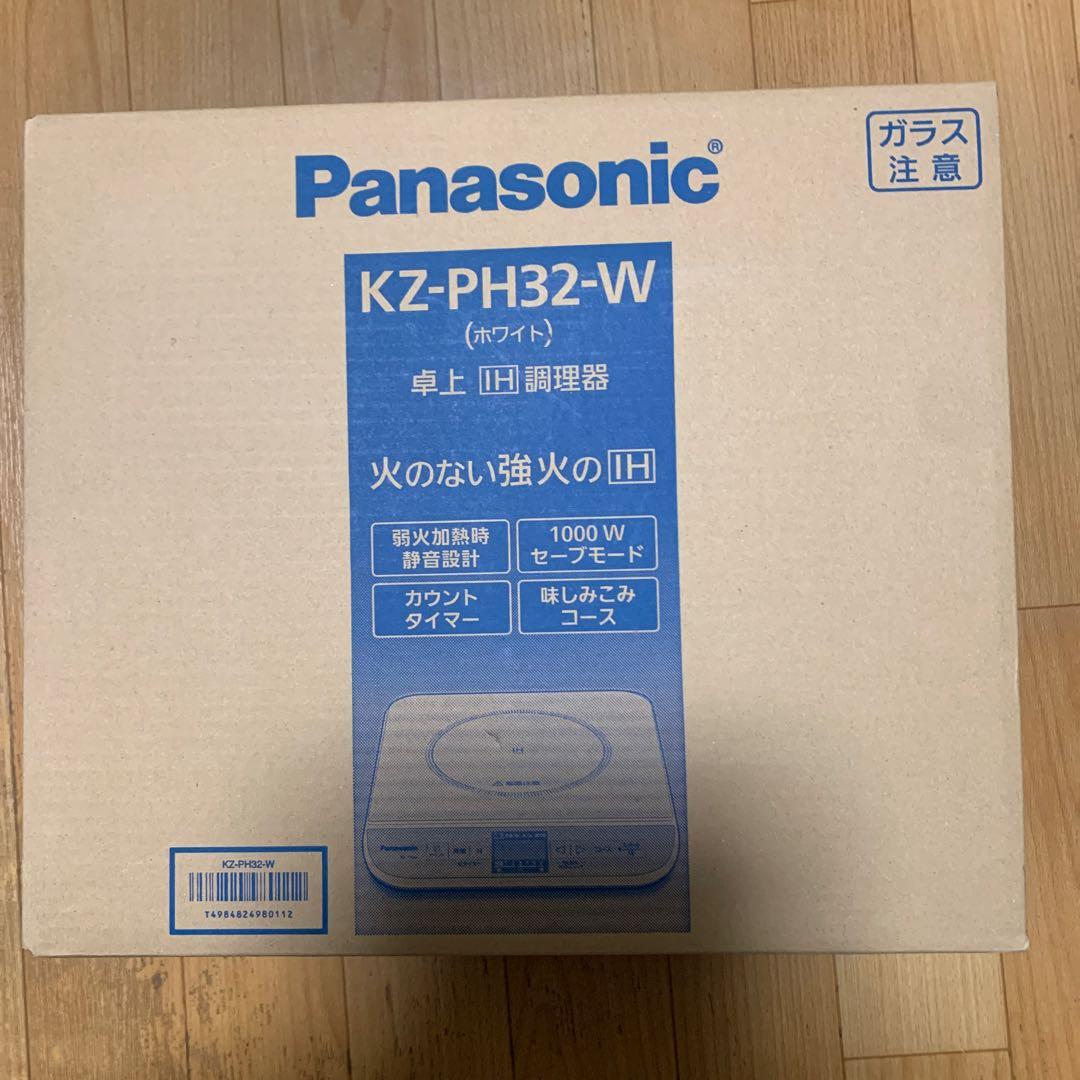 Panasonic®
ガラス
注意
KZ-PH32-W
(ホワイト)
卓上 IH 調理器
火のない強火の IH
弱火加熱時
静音設計
1000 W
セーブモード
カウント
タイマー
味しみこみ
コース
IH
Panasonic
KZ-PH32-W
T4984824980112